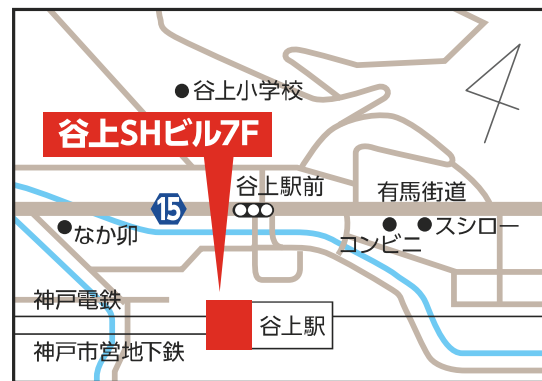 谷上小学校
谷上SHビル7F
谷上駅前
有馬街道
15
スシロー
なか卯
コンビニ
神戸電鉄
谷上駅
神戸市営地下鉄